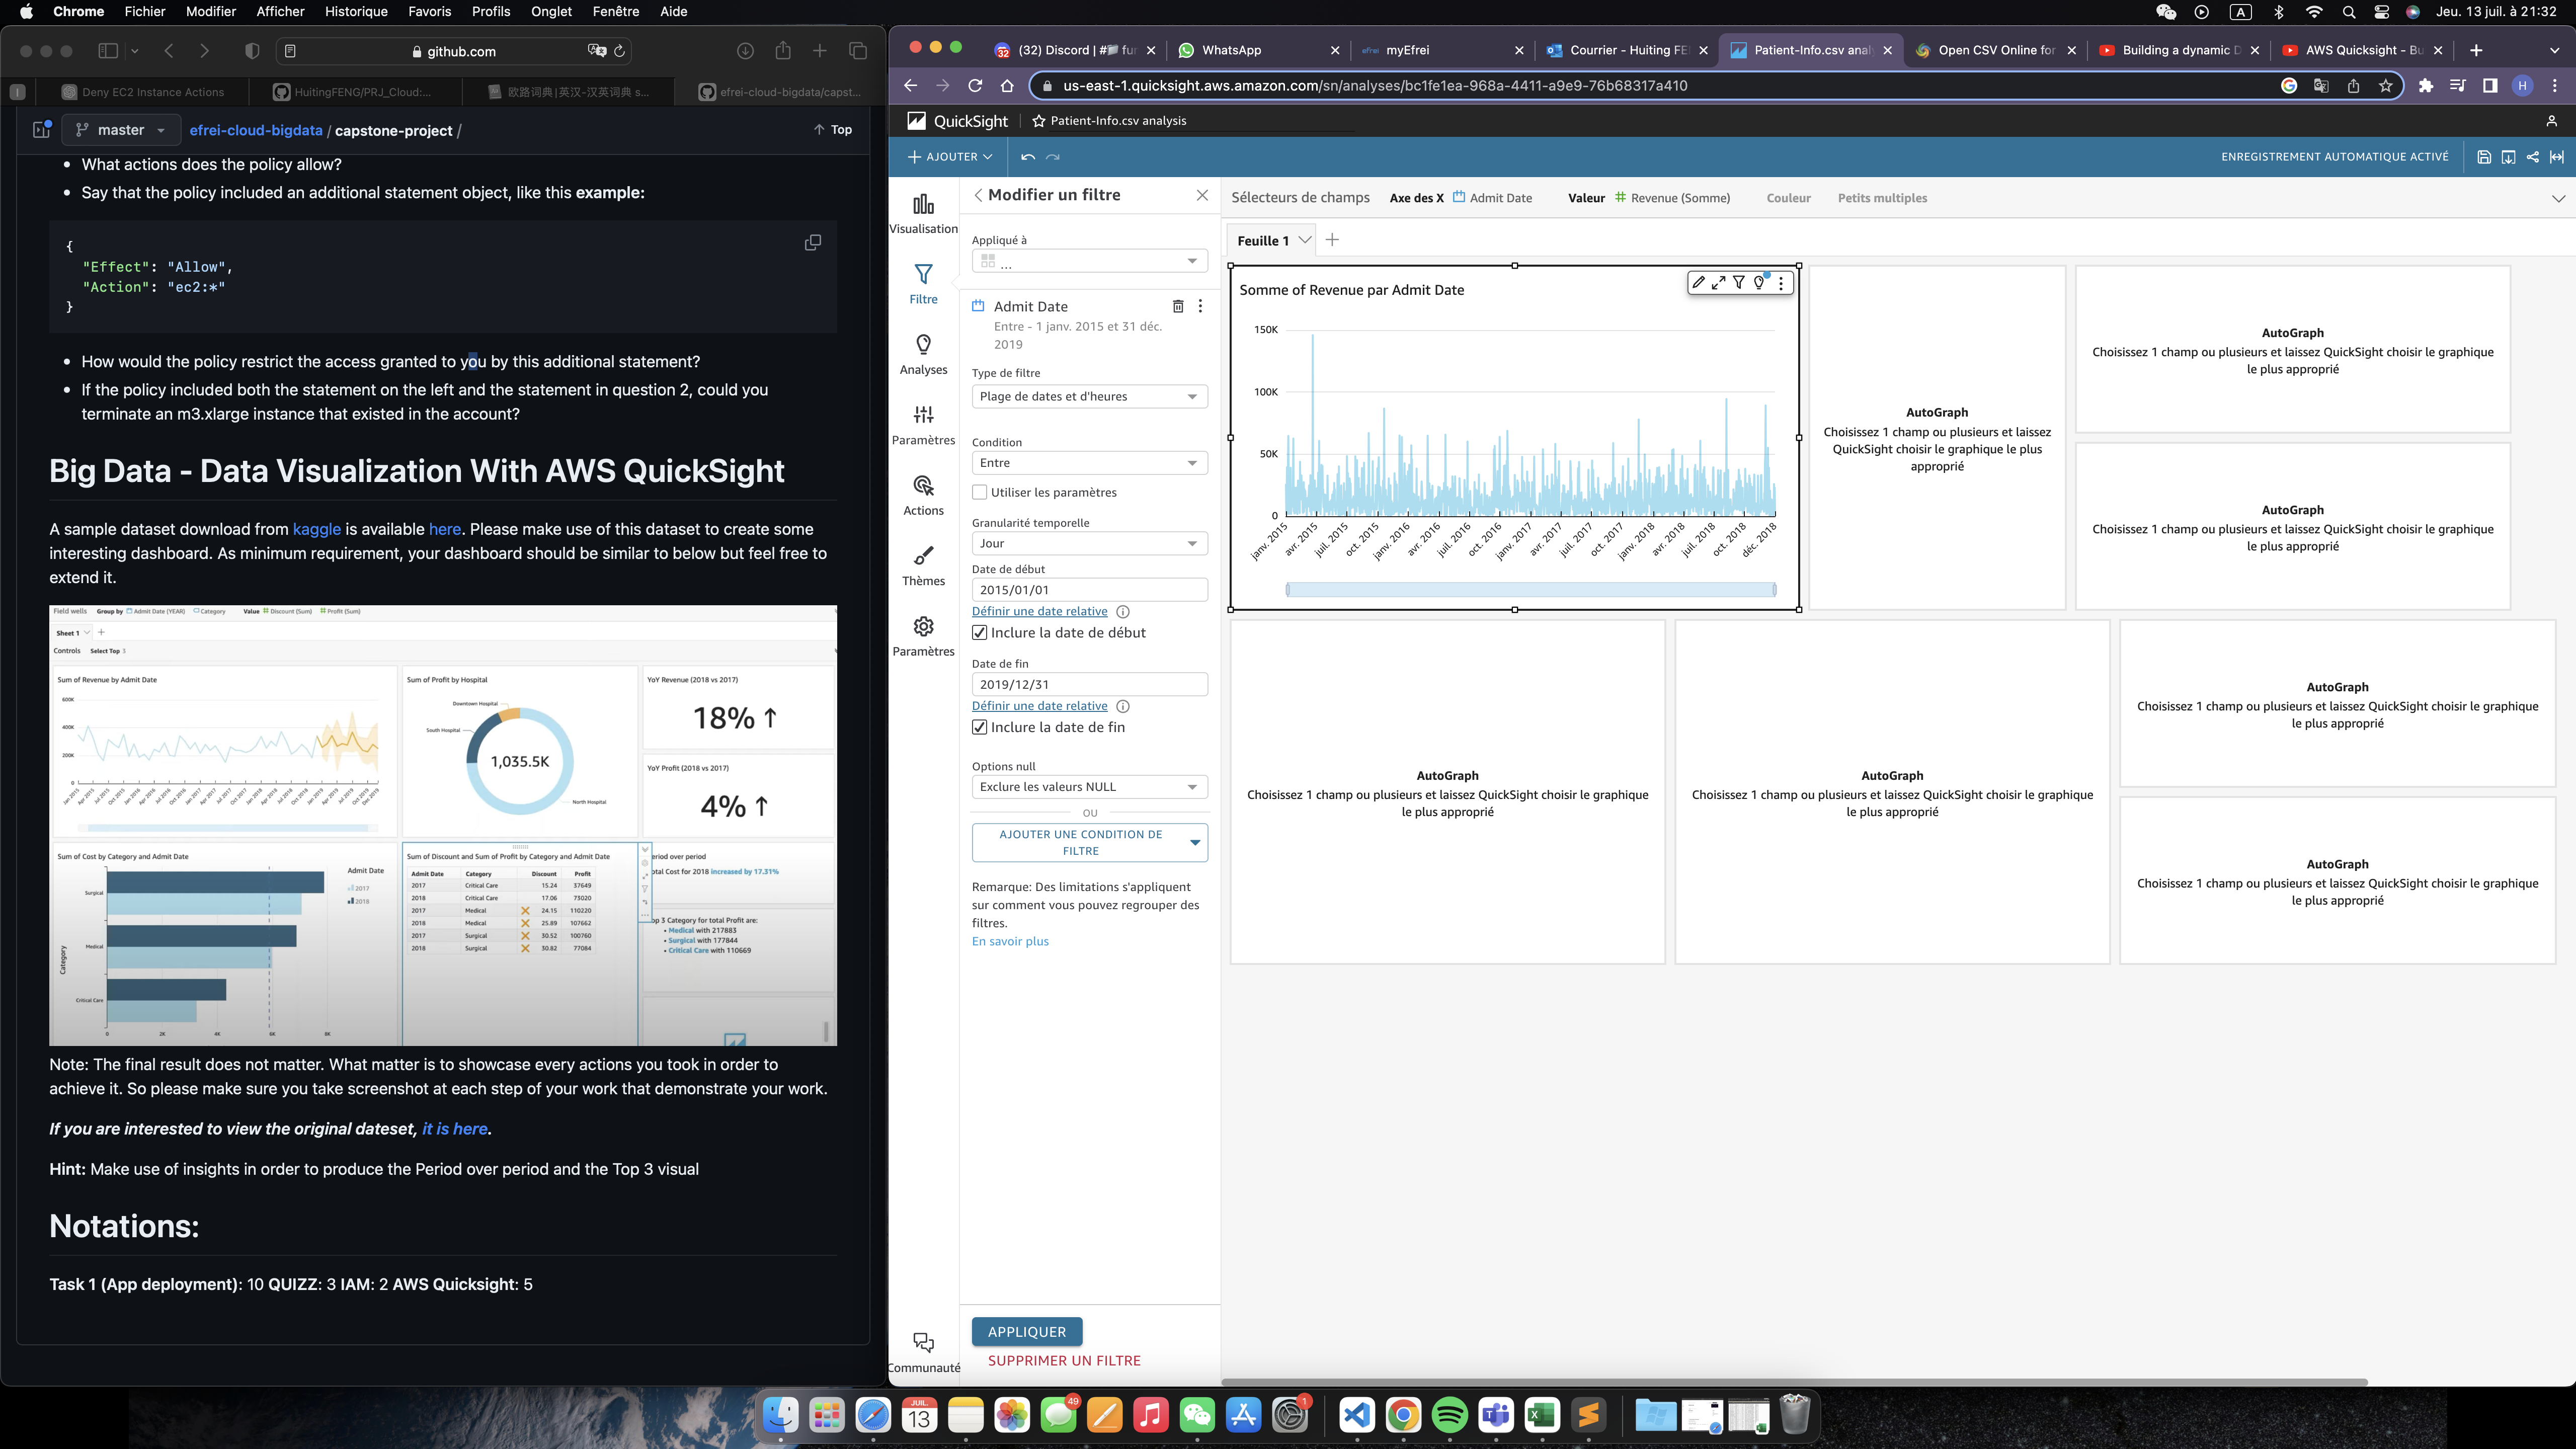 Chrome Fichier Modifier Afficher Historique Favoris Profils Onglet Fenêtre Aide
A Jeu. 13 juil. à 21:32
github.com
Deny EC2 Instance Actions
HuitingFENG/PRJ_Cloud:...
欧路词典|英汉-汉英词典 s...
efrei-cloud-bigdata/capst...
master
efrei-cloud-bigdata / capstone-project /
Top
What actions does the policy allow?
Say that the policy included an additional statement object, like this example:
{
"Effect": "Allow",
"Action": "ec2:*"
}
How would the policy restrict the access granted to you by this additional statement?
If the policy included both the statement on the left and the statement in question 2, could you
terminate an m3.xlarge instance that existed in the account?
Big Data - Data Visualization With AWS QuickSight
A sample dataset download from kaggle is available here. Please make use of this dataset to create some
interesting dashboard. As minimum requirement, your dashboard should be similar to below but feel free to
extend it.
Field wells Group by Admit Date (YEAR) Category Value Discount (Sum) Profit (Sum)
Sheet 1
Controls Select Top 3
Sum of Revenue by Admit Date
600K
400K
200K
0
Sum of Profit by Hospital
Downtown Hospital
South Hospital
1,035.5K
North Hospital
YoY Revenue (2018 vs 2017)
18% ↑
YoY Profit (2018 vs 2017)
4% ↑
Sum of Cost by Category and Admit Date
Admit Date
2017
2018
Category
Surgical
Medical
Critical Care
0 2K 4K 6K 8K
Sum of Discount and Sum of Profit by Category and Admit Date
Admit Date Category Discount Profit
2017 Critical Care 15.24 37649
2018 Critical Care 17.06 73020
2017 Medical 24.15 110220
2018 Medical 25.89 107662
2017 Surgical 30.52 100760
2018 Surgical 30.82 77084
eriod over period
otal Cost for 2018 increased by 17.31%
op 3 Category for total Profit are:
Medical with 217883
Surgical with 177844
Critical Care with 110669
Note: The final result does not matter. What matter is to showcase every actions you took in order to
achieve it. So please make sure you take screenshot at each step of your work that demonstrate your work.
If you are interested to view the original dateset, it is here.
Hint: Make use of insights in order to produce the Period over period and the Top 3 visual
Notations:
Task 1 (App deployment): 10 QUIZZ: 3 IAM: 2 AWS Quicksight: 5
(32) Discord | #
WhatsApp
myEfrei
Courrier - Huiting FE
Patient-Info.csv anal
Open CSV Online for
Building a dynamic D
AWS Quicksight - Bu
us-east-1.quicksight.aws.amazon.com/sn/analyses/bc1fe1ea-968a-4411-a9e9-76b68317a410
H
QuickSight
Patient-Info.csv analysis
AJOUTER
ENREGISTREMENT AUTOMATIQUE ACTIVÉ
Visualisation
Filtre
Analyses
Paramètres
Actions
Thèmes
Paramètres
Communauté
Modifier un filtre
Appliqué à
...
Admit Date
Entre - 1 janv. 2015 et 31 déc.
2019
Type de filtre
Plage de dates et d'heures
Condition
Entre
Utiliser les paramètres
Granularité temporelle
Jour
Date de début
2015/01/01
Définir une date relative
Inclure la date de début
Date de fin
2019/12/31
Définir une date relative
Inclure la date de fin
Options null
Exclure les valeurs NULL
OU
AJOUTER UNE CONDITION DE
FILTRE
Remarque: Des limitations s'appliquent
sur comment vous pouvez regrouper des
filtres.
En savoir plus
APPLIQUER
SUPPRIMER UN FILTRE
Sélecteurs de champs Axe des X Admit Date Valeur Revenue (Somme) Couleur Petits multiples
Feuille 1
Somme of Revenue par Admit Date
150K
100K
50K
0
janv. 2015 avr. 2015 juil. 2015 oct. 2015 janv. 2016 avr. 2016 juil. 2016 oct. 2016 janv. 2017 avr. 2017 juil. 2017 oct. 2017 janv. 2018 avr. 2018 juil. 2018 oct. 2018 déc. 2018
AutoGraph
Choisissez 1 champ ou plusieurs et laissez
QuickSight choisir le graphique le plus
approprié
AutoGraph
Choisissez 1 champ ou plusieurs et laissez QuickSight choisir le graphique
le plus approprié
AutoGraph
Choisissez 1 champ ou plusieurs et laissez QuickSight choisir le graphique
le plus approprié
AutoGraph
Choisissez 1 champ ou plusieurs et laissez QuickSight choisir le graphique
le plus approprié
AutoGraph
Choisissez 1 champ ou plusieurs et laissez QuickSight choisir le graphique
le plus approprié
AutoGraph
Choisissez 1 champ ou plusieurs et laissez QuickSight choisir le graphique
le plus approprié
AutoGraph
Choisissez 1 champ ou plusieurs et laissez QuickSight choisir le graphique
le plus approprié
JUIL.
13
49
1